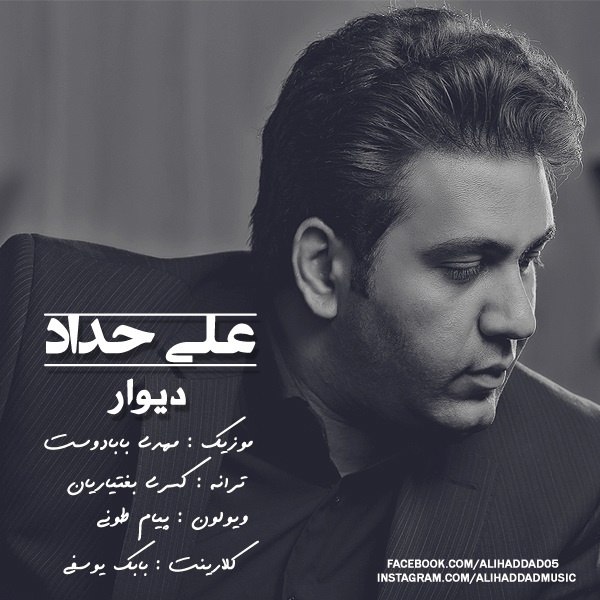 علی حداد
دیوار
موزیک : مهدی بابادوست
ترانه : کسری بختیاریان
ویولون : پیام طونی
کلارینت : بابک یوسفی
FACEBOOK.COM/ALIHADDAD05
INSTAGRAM.COM/ALIHADDADMUSIC